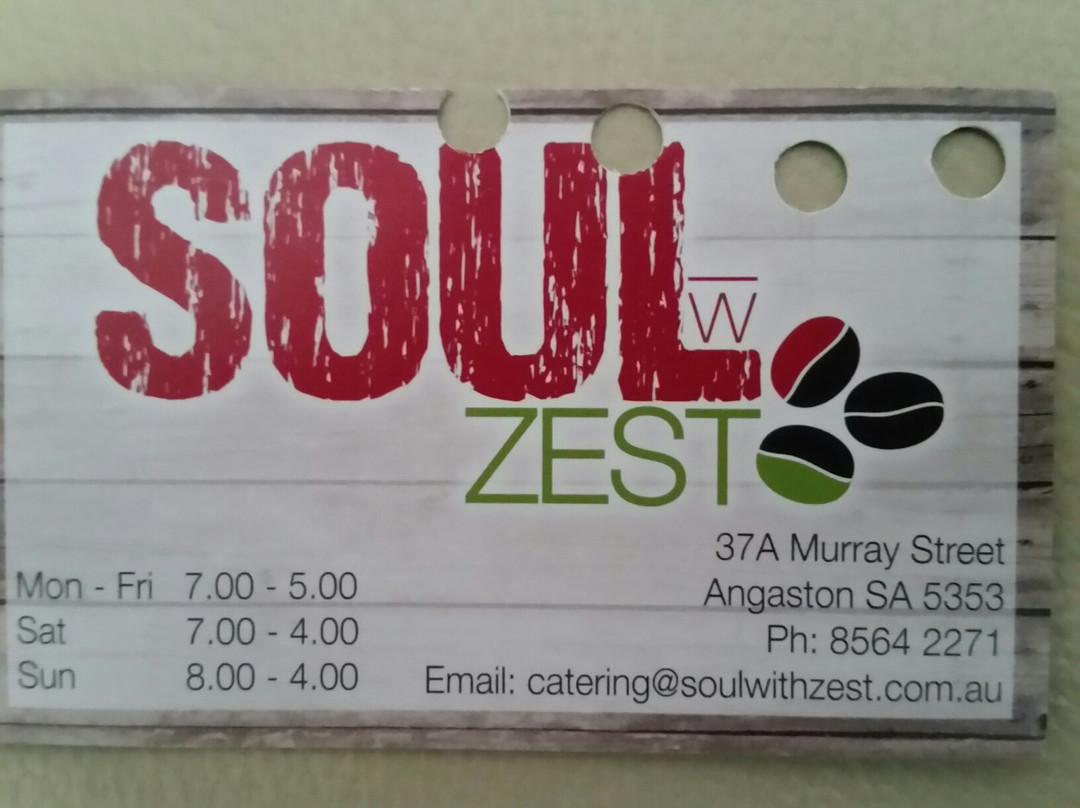 SOUL
W
ZEST
37A Murray Street
Angaston SA 5353
Ph: 8564 2271
Email: catering@soulwithzest.com.au
Mon - Fri 7.00 - 5.00
Sat 7.00 - 4.00
Sun 8.00 - 4.00